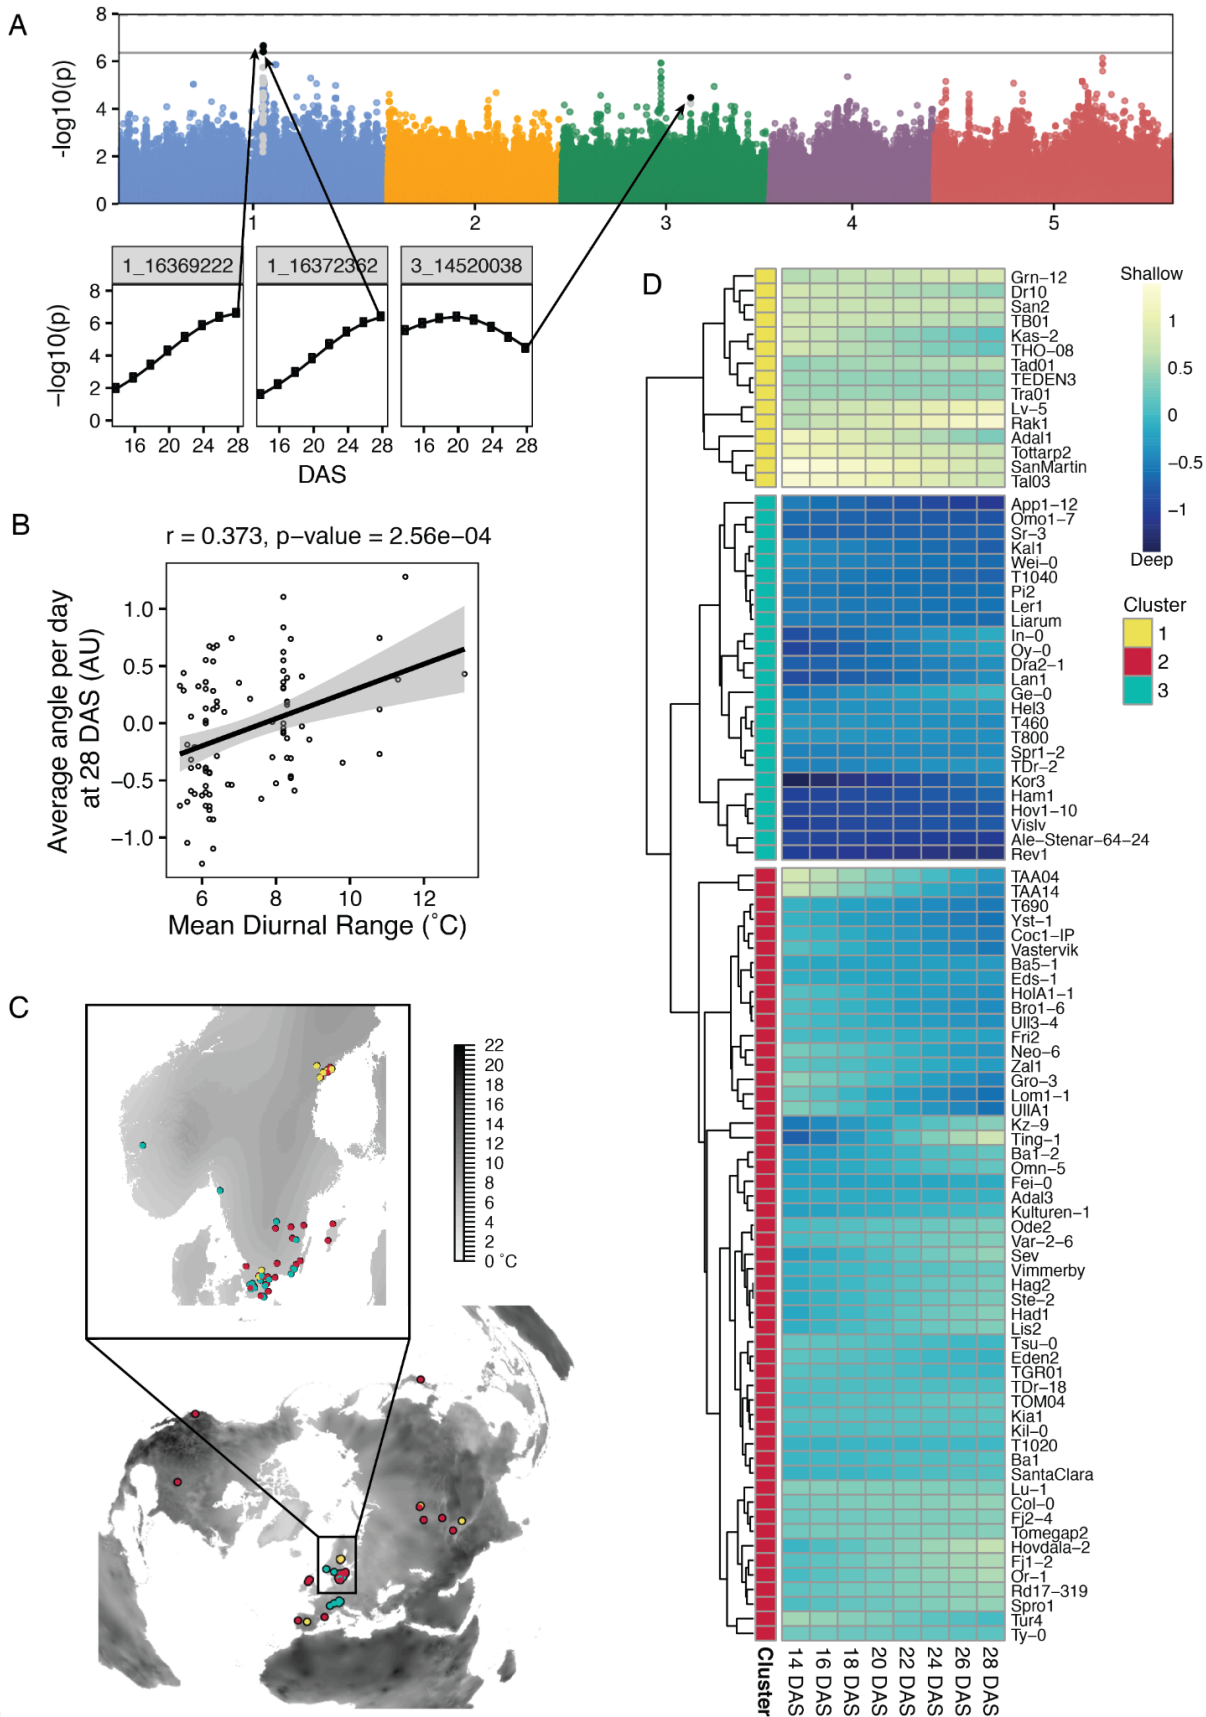 A
8
6
4
2
0
-log10(p)
1
2
3
4
5
1_16369222
1_16372362
3_14520038
8
6
4
2
0
−log10(p)
16 20 24 28
16 20 24 28
16 20 24 28
DAS
B
r = 0.373, p−value = 2.56e−04
Average angle per day
at 28 DAS (AU)
1.0
0.5
0.0
−0.5
−1.0
6 8 10 12
Mean Diurnal Range (˚C)
C
22
20
18
16
14
12
10
8
6
4
2
0 ˚C
D
Grn−12
Dr10
San2
TB01
Kas−2
THO−08
Tad01
TEDEN3
Tra01
Lv−5
Rak1
Adal1
Tottarp2
SanMartin
Tal03
App1−12
Omo1−7
Sr−3
Kal1
Wei−0
T1040
Pi2
Ler1
Liarum
In−0
Oy−0
Dra2−1
Lan1
Ge−0
Hel3
T460
T800
Spr1−2
TDr−2
Kor3
Ham1
Hov1−10
Vislv
Ale−Stenar−64−24
Rev1
TAA04
TAA14
T690
Yst−1
Coc1−IP
Vastervik
Ba5−1
Eds−1
HolA1−1
Bro1−6
Ull3−4
Fri2
Neo−6
Zal1
Gro−3
Lom1−1
UllA1
Kz−9
Ting−1
Ba1−2
Omn−5
Fei−0
Adal3
Kulturen−1
Ode2
Var−2−6
Sev
Vimmerby
Hag2
Ste−2
Had1
Lis2
Tsu−0
Eden2
TGR01
TDr−18
TOM04
Kia1
Kil−0
T1020
Ba1
SantaClara
Lu−1
Col−0
Fj2−4
Tomegap2
Hovdala−2
Fj1−2
Or−1
Rd17−319
Spro1
Tur4
Ty−0
Cluster
14 DAS
16 DAS
18 DAS
20 DAS
22 DAS
24 DAS
26 DAS
28 DAS
Shallow
1
0.5
0
−0.5
−1
Deep
Cluster
1
2
3